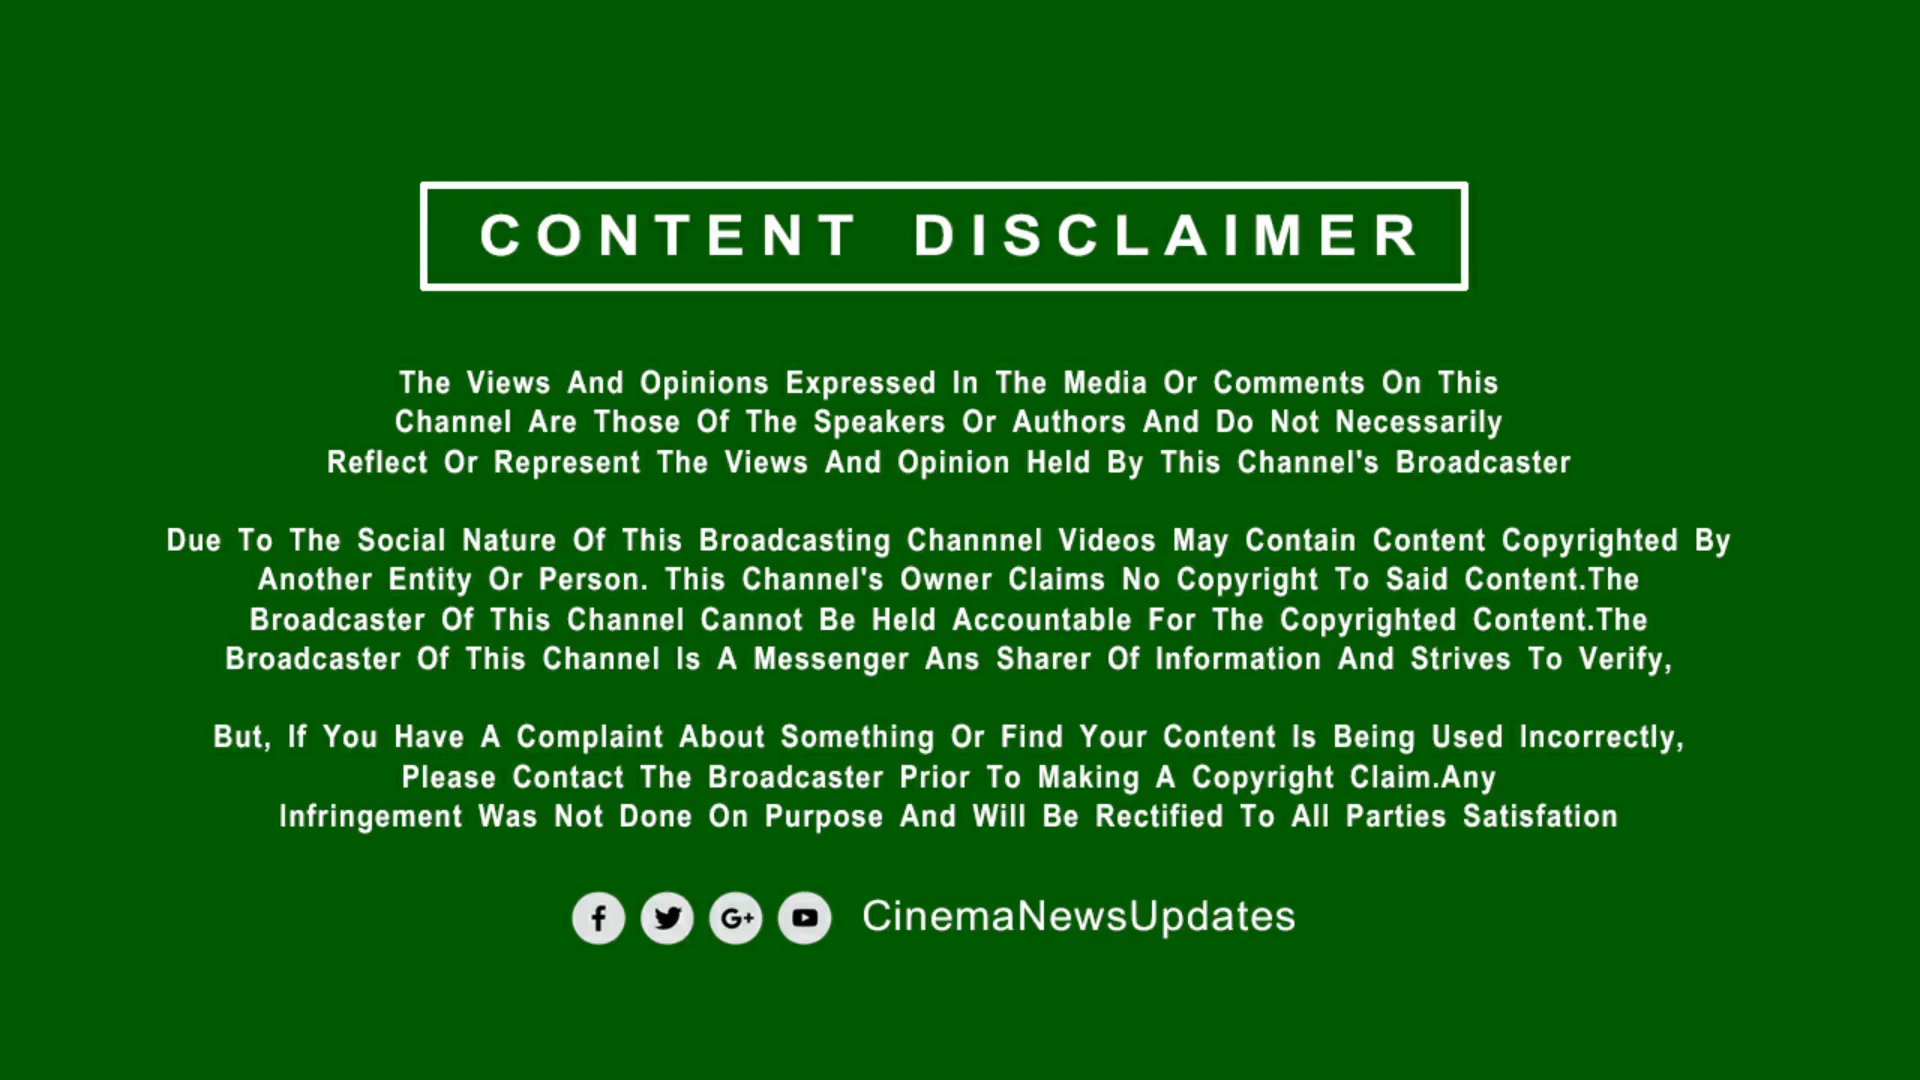 CONTENT DISCLAIMER
The Views And Opinions Expressed In The Media Or Comments On This
Channel Are Those Of The Speakers Or Authors And Do Not Necessarily
Reflect Or Represent The Views And Opinion Held By This Channel's Broadcaster
Due To The Social Nature Of This Broadcasting Channnel Videos May Contain Content Copyrighted By
Another Entity Or Person. This Channel's Owner Claims No Copyright To Said Content.The
Broadcaster Of This Channel Cannot Be Held Accountable For The Copyrighted Content.The
Broadcaster Of This Channel Is A Messenger Ans Sharer Of Information And Strives To Verify,
But, If You Have A Complaint About Something Or Find Your Content Is Being Used Incorrectly,
Please Contact The Broadcaster Prior To Making A Copyright Claim.Any
Infringement Was Not Done On Purpose And Will Be Rectified To All Parties Satisfation
f G+ CinemaNewsUpdates